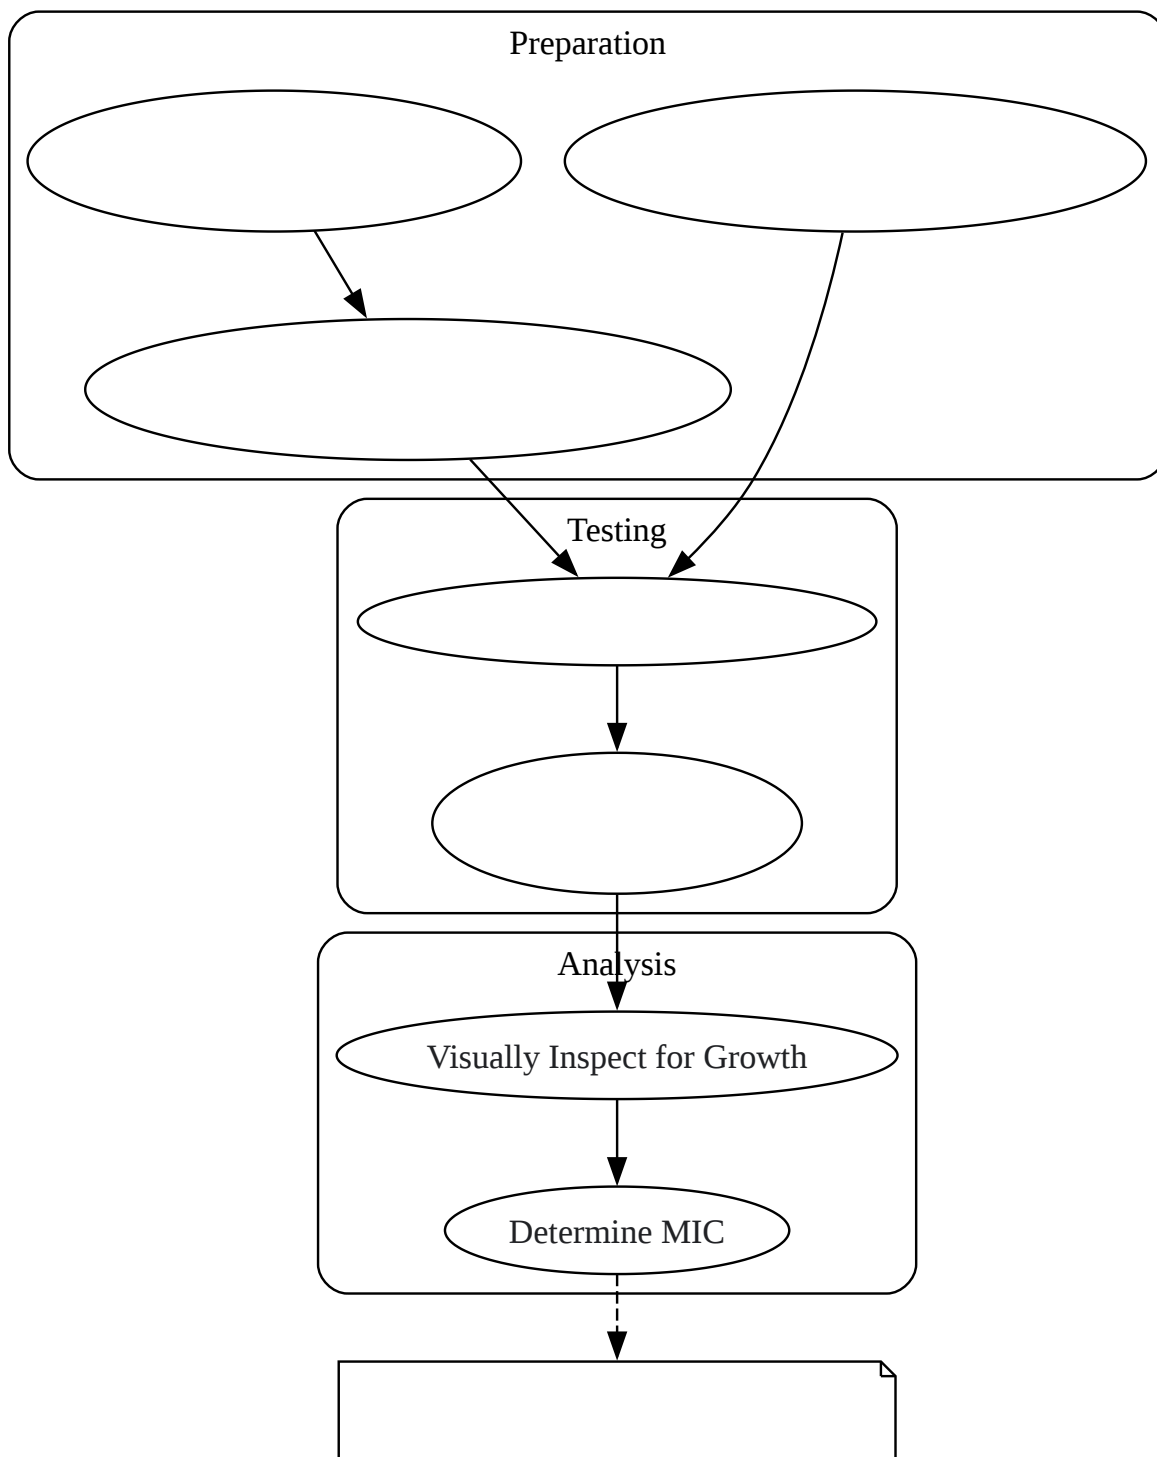 Preparation
Testing
Analysis
Visually Inspect for Growth
Determine MIC